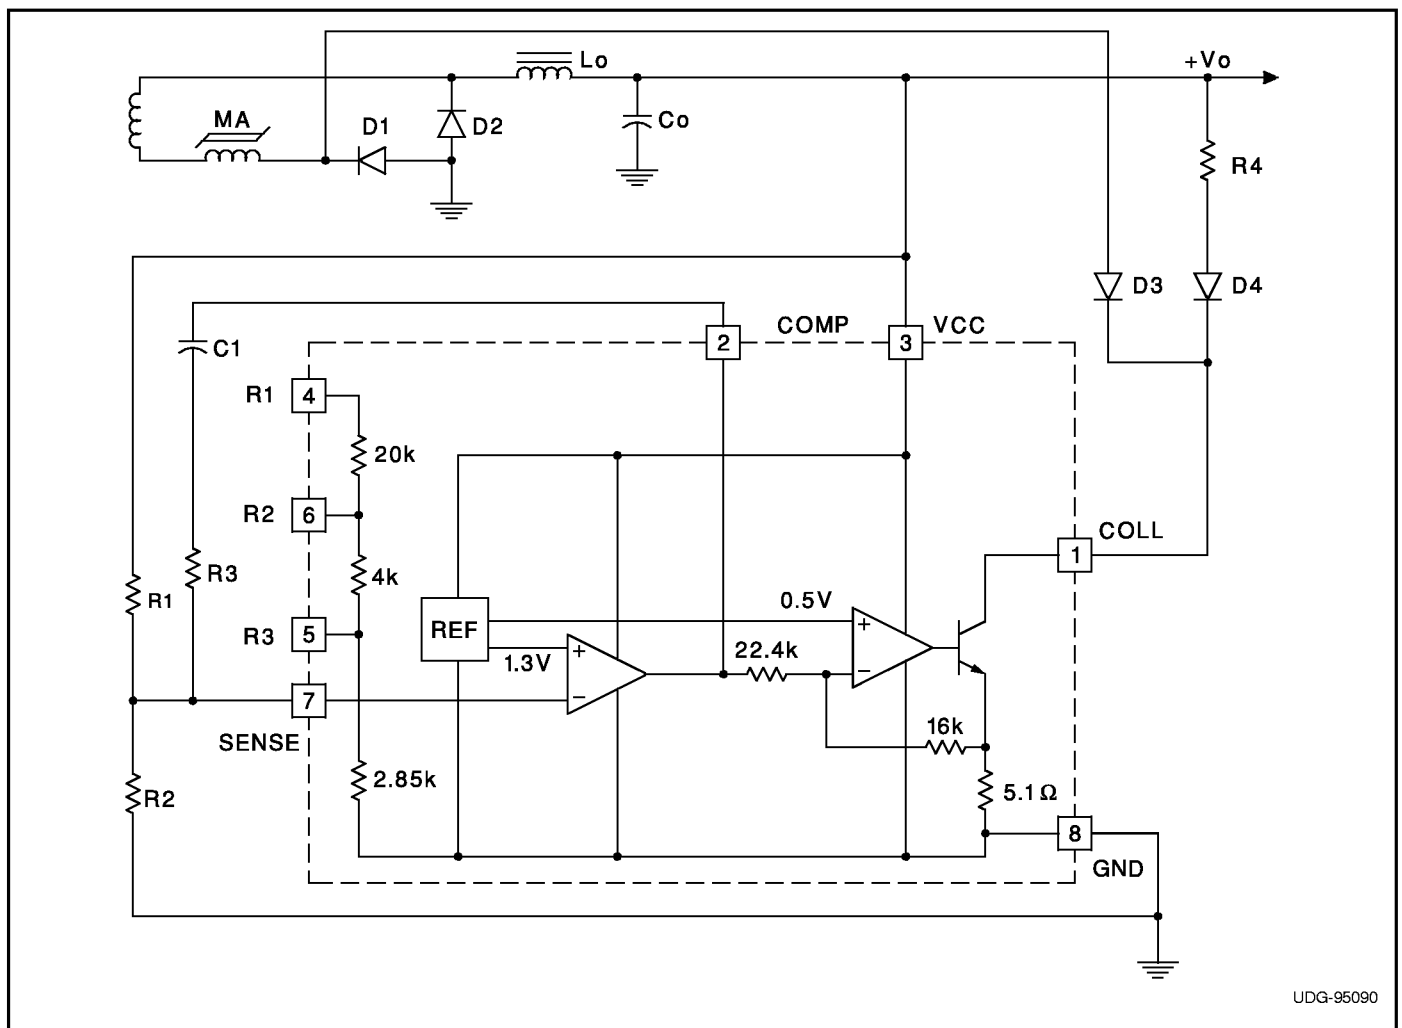 Lo
+Vo
MA
D1
D2
Co
R4
D3
D4
COMP
VCC
2
3
C1
R1
4
20k
R2
6
COLL
1
4k
R3
R1
0.5V
R3
5
REF
22.4k
1.3V
+
+
−
−
7
SENSE
16k
2.85k
5.1Ω
R2
8
GND
UDG-95090